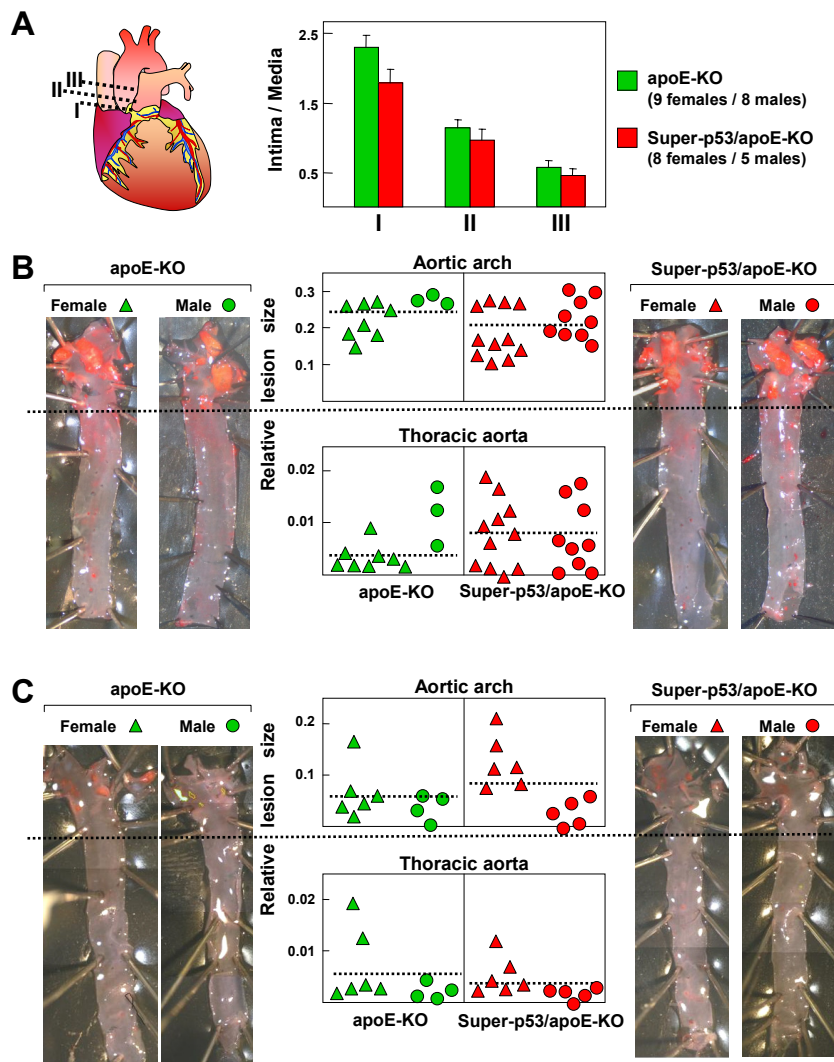 A
III
II
I
Intima / Media
2.5
1.5
0.5
I
II
III
apoE-KO
(9 females / 8 males)
Super-p53/apoE-KO
(8 females / 5 males)
B
apoE-KO
Female
Male
Aortic arch
Super-p53/apoE-KO
Female
Male
Relative lesion size
0.3
0.2
0.1
Thoracic aorta
0.02
0.01
apoE-KO
Super-p53/apoE-KO
C
apoE-KO
Female
Male
Aortic arch
Super-p53/apoE-KO
Female
Male
Relative lesion size
0.2
0.1
Thoracic aorta
0.02
0.01
apoE-KO
Super-p53/apoE-KO